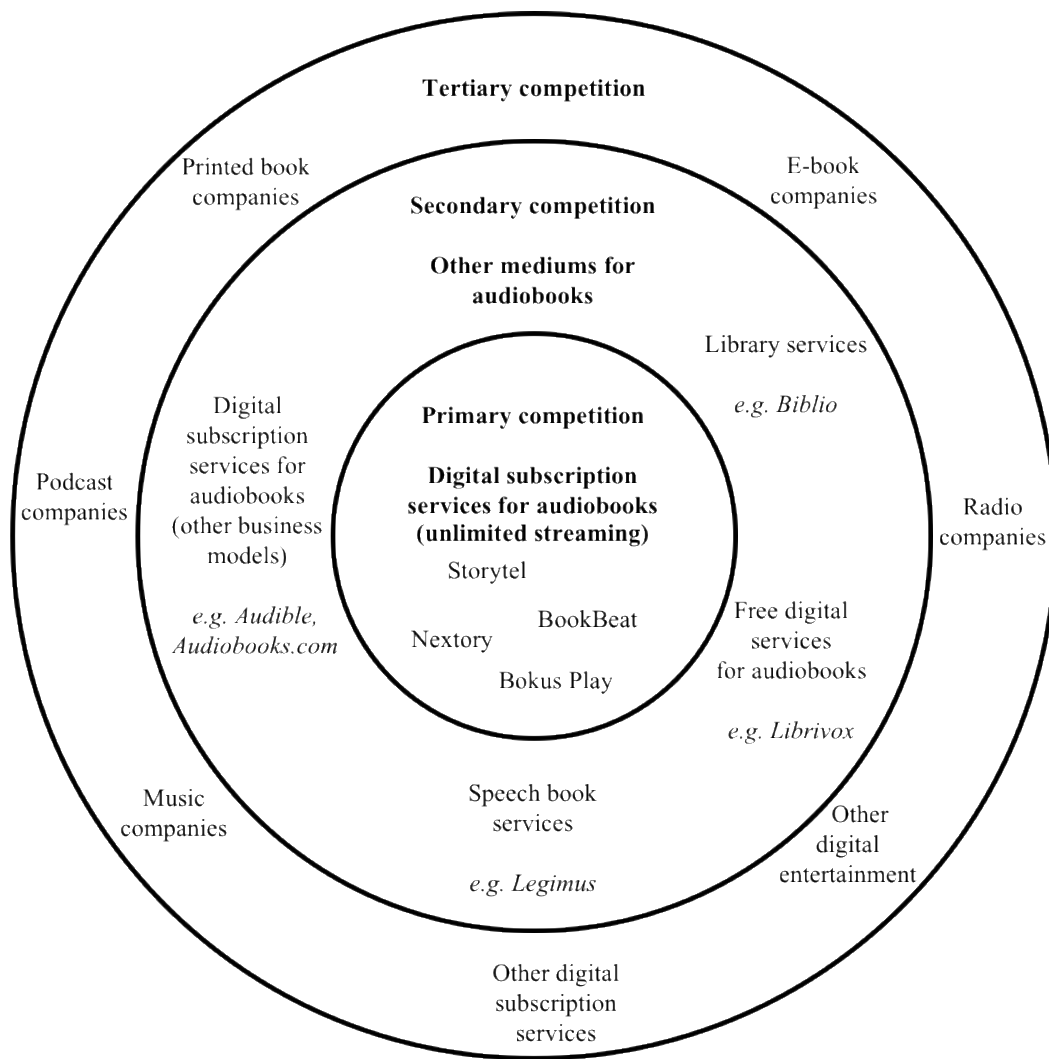 Tertiary competition
Printed book
companies
E-book
companies
Secondary competition
Other mediums for
audiobooks
Library services
e.g. Biblio
Primary competition
Digital subscription
services for audiobooks
(unlimited streaming)
Storytel
BookBeat
Nextory
Bokus Play
Digital
subscription
services for
audiobooks
(other business
models)
e.g. Audible,
Audiobooks.com
Podcast
companies
Radio
companies
Free digital
services
for audiobooks
e.g. Librivox
Music
companies
Speech book
services
e.g. Legimus
Other
digital
entertainment
Other digital
subscription
services